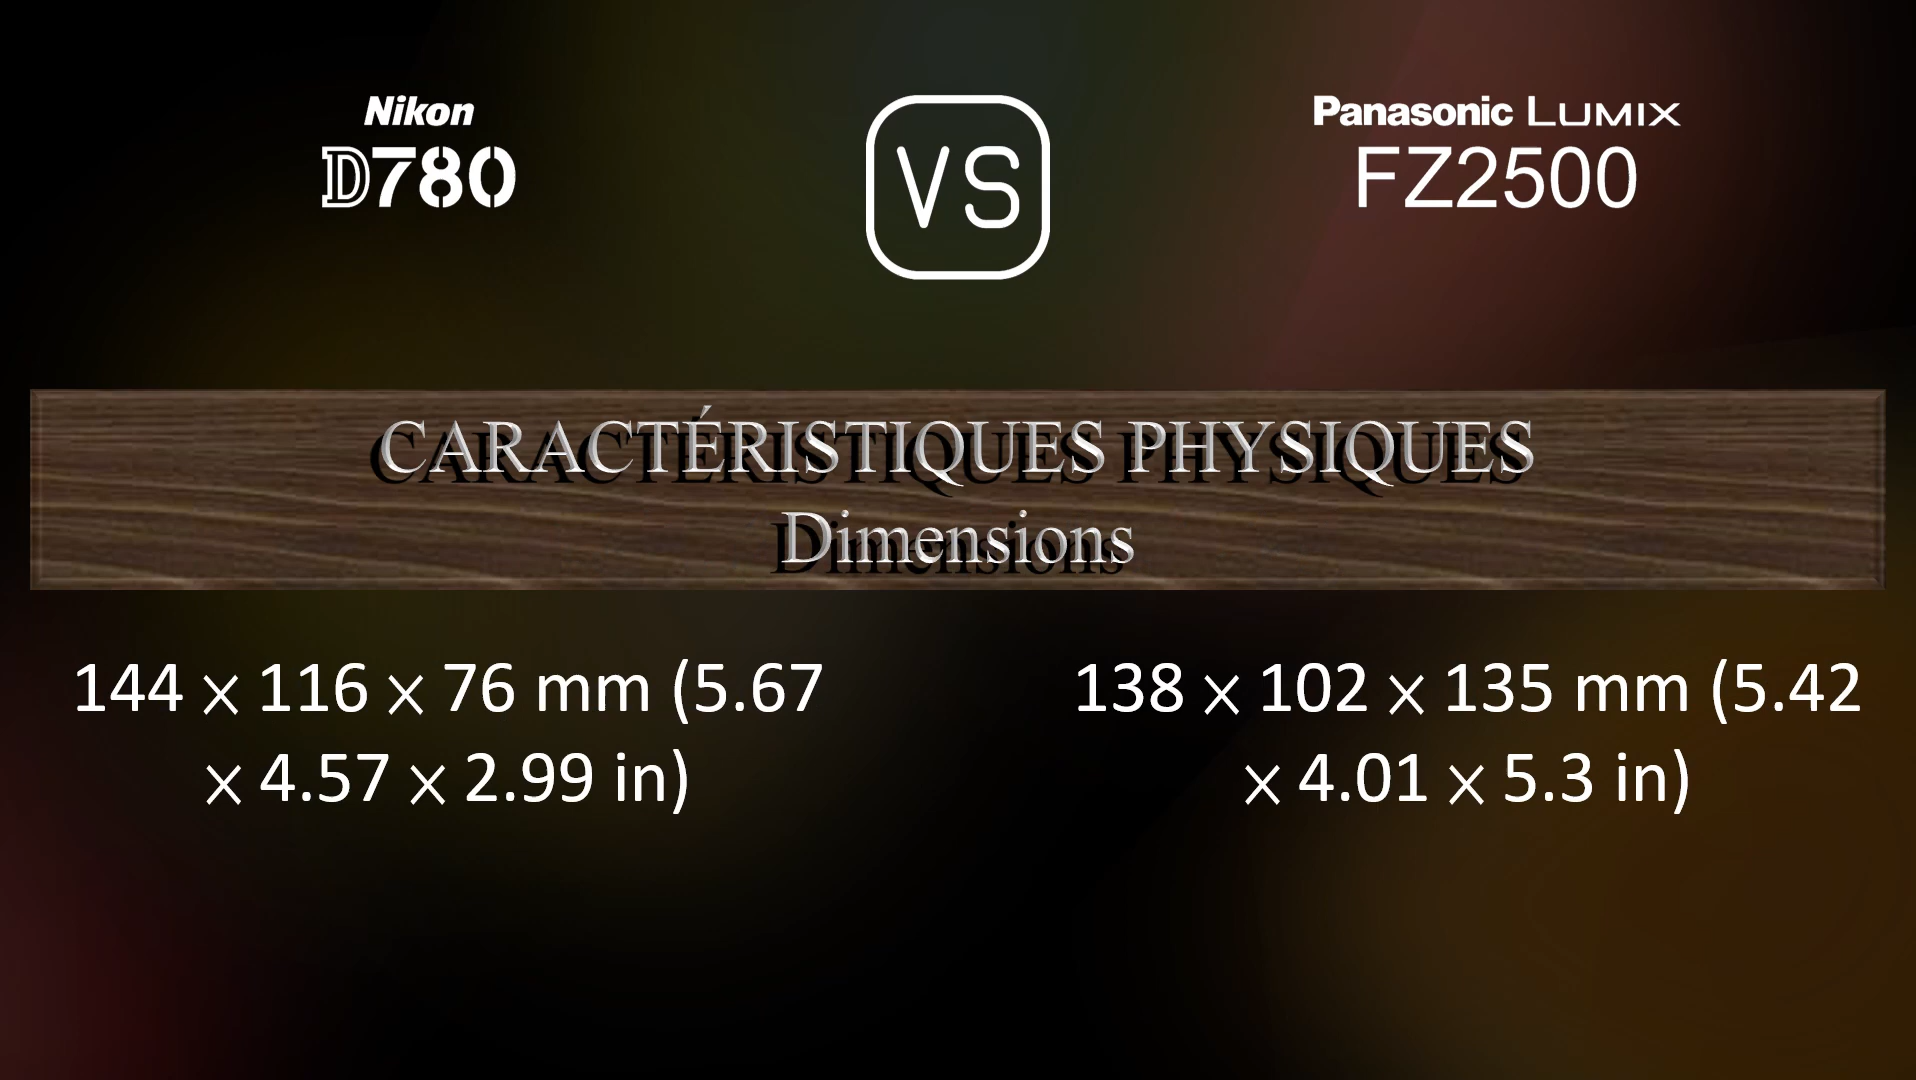 Nikon
D780
VS
Panasonic LUMIX
FZ2500
CARACTÉRISTIQUES PHYSIQUES
Dimensions
144 x 116 x 76 mm (5.67
x 4.57 x 2.99 in)
138 x 102 x 135 mm (5.42
x 4.01 x 5.3 in)